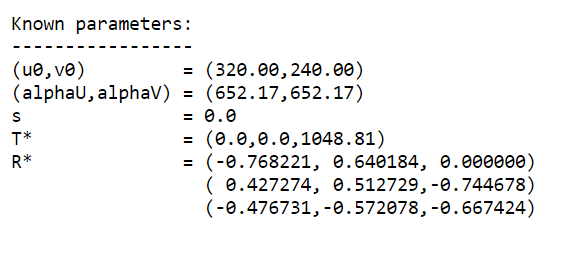 Known parameters:
-----------------
(u0,v0)         = (320.00,240.00)
(alphaU,alphaV) = (652.17,652.17)
s               = 0.0
T*              = (0.0,0.0,1048.81)
R*              = (-0.768221, 0.640184, 0.000000)
                  ( 0.427274, 0.512729,-0.744678)
                  (-0.476731,-0.572078,-0.667424)